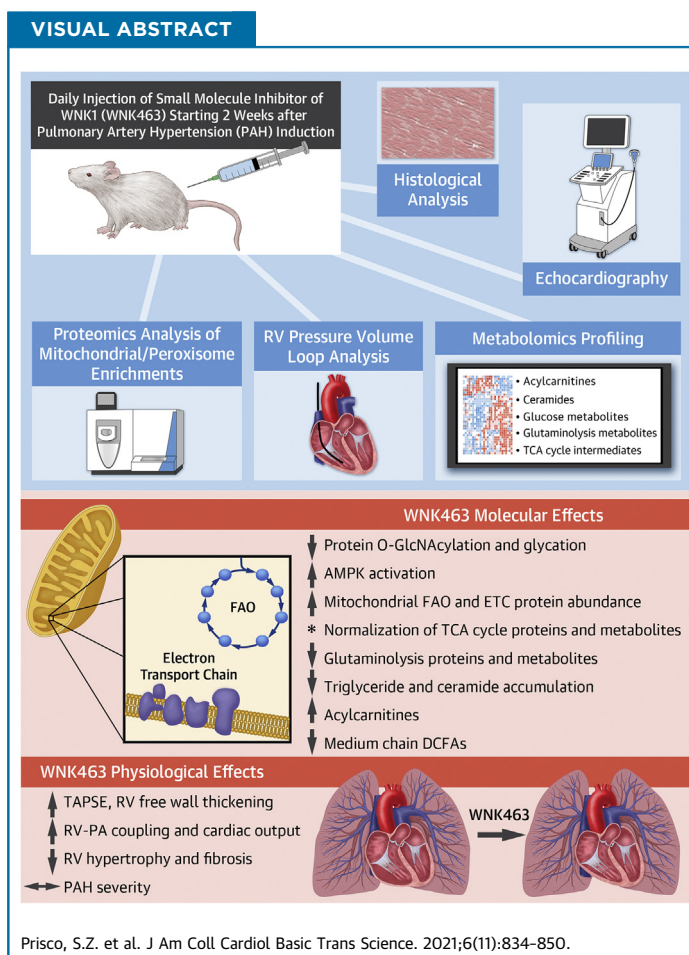 VISUAL ABSTRACT
Daily Injection of Small Molecule Inhibitor of
WNK1 (WNK463) Starting 2 Weeks after
Pulmonary Artery Hypertension (PAH) Induction
Histological
Analysis
Echocardiography
Proteomics Analysis of
Mitochondrial/Peroxisome
Enrichments
RV Pressure Volume
Loop Analysis
Metabolomics Profiling
• Acylcarnitines
• Ceramides
• Glucose metabolites
• Glutaminolysis metabolites
• TCA cycle intermediates
WNK463 Molecular Effects
Protein O-GlcNAcylation and glycation
AMPK activation
Mitochondrial FAO and ETC protein abundance
* Normalization of TCA cycle proteins and metabolites
Glutaminolysis proteins and metabolites
Triglyceride and ceramide accumulation
Acylcarnitines
Medium chain DCFAs
FAO
Electron
Transport Chain
WNK463 Physiological Effects
TAPSE, RV free wall thickening
RV-PA coupling and cardiac output
RV hypertrophy and fibrosis
PAH severity
WNK463
Prisco, S.Z. et al. J Am Coll Cardiol Basic Trans Science. 2021;6(11):834–850.